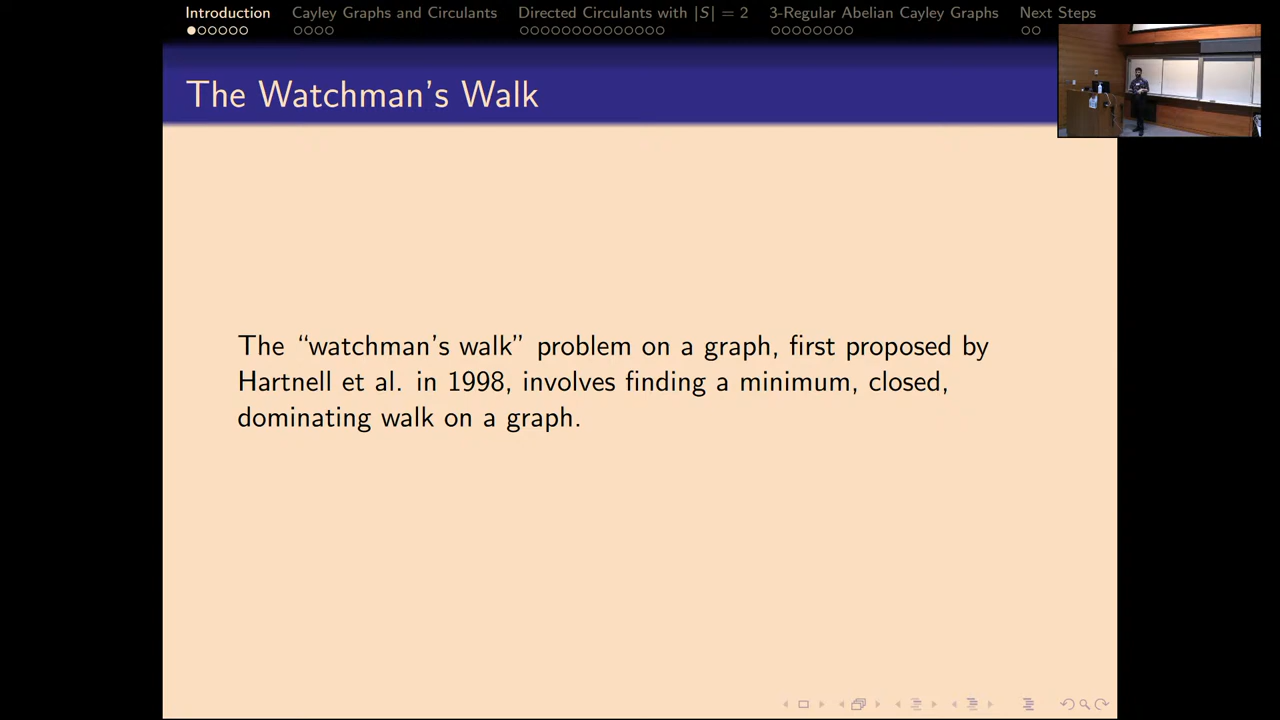 Introduction Cayley Graphs and Circulants Directed Circulants with |S| = 2 3-Regular Abelian Cayley Graphs Next Steps
The Watchman's Walk
The “watchman's walk” problem on a graph, first proposed by
Hartnell et al. in 1998, involves finding a minimum, closed,
dominating walk on a graph.